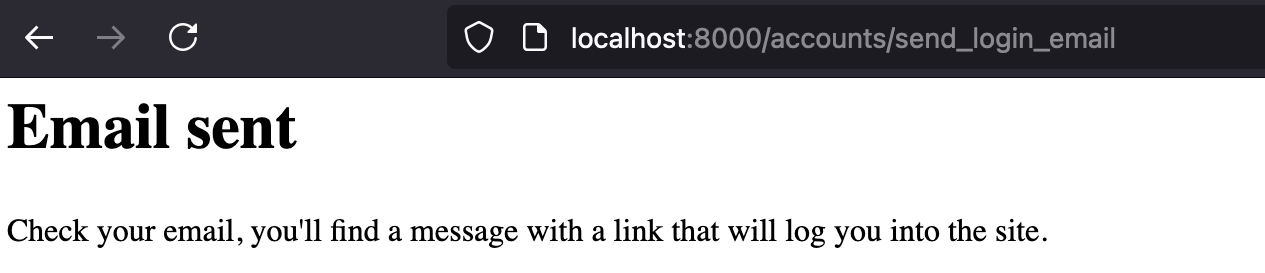 localhost:8000/accounts/send_login_email
Email sent
Check your email, you'll find a message with a link that will log you into the site.